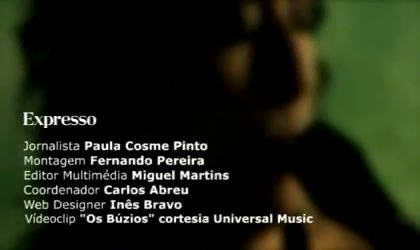 Expresso
Jornalista Paula Cosme Pinto
Montagem Fernando Pereira
Editor Multimédia Miguel Martins
Coordenador Carlos Abreu
Web Designer Inês Bravo
Vídeoclip "Os Búzios" cortesia Universal Music